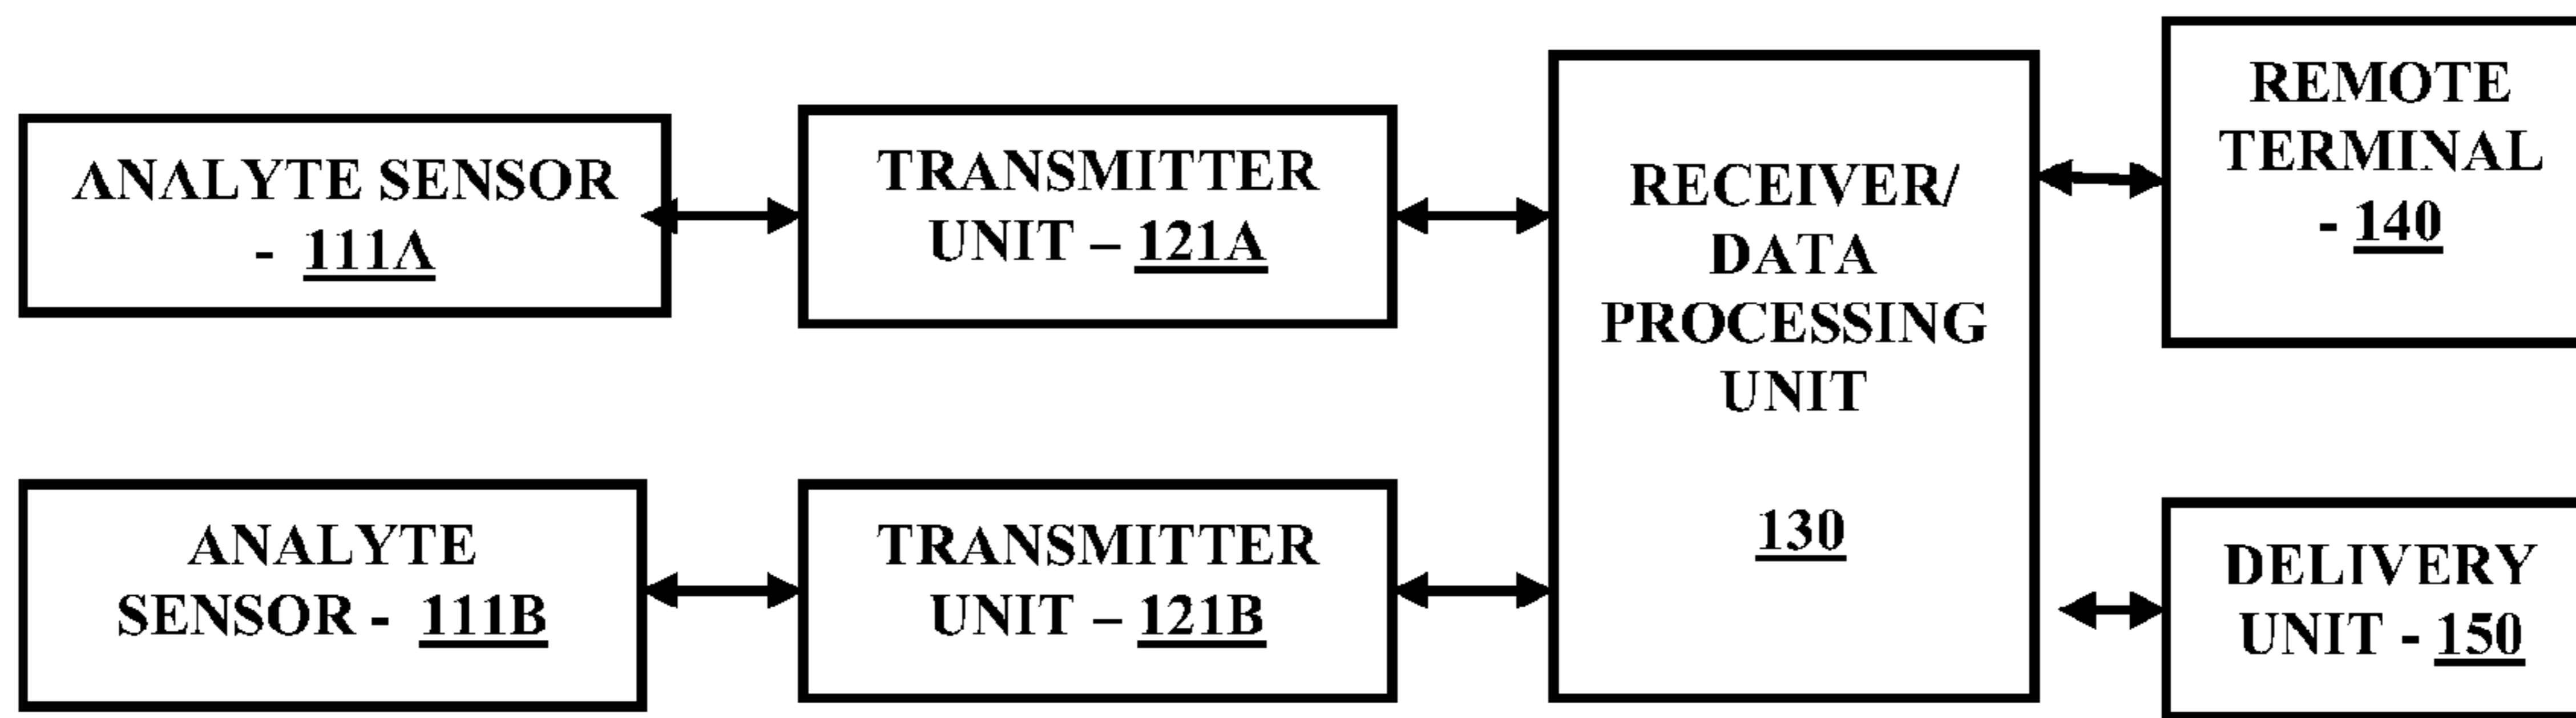 ANALYTE SENSOR
- 111A
TRANSMITTER
UNIT – 121A
RECEIVER/
DATA
PROCESSING
UNIT
130
REMOTE
TERMINAL
- 140
ANALYTE
SENSOR - 111B
TRANSMITTER
UNIT – 121B
DELIVERY
UNIT - 150